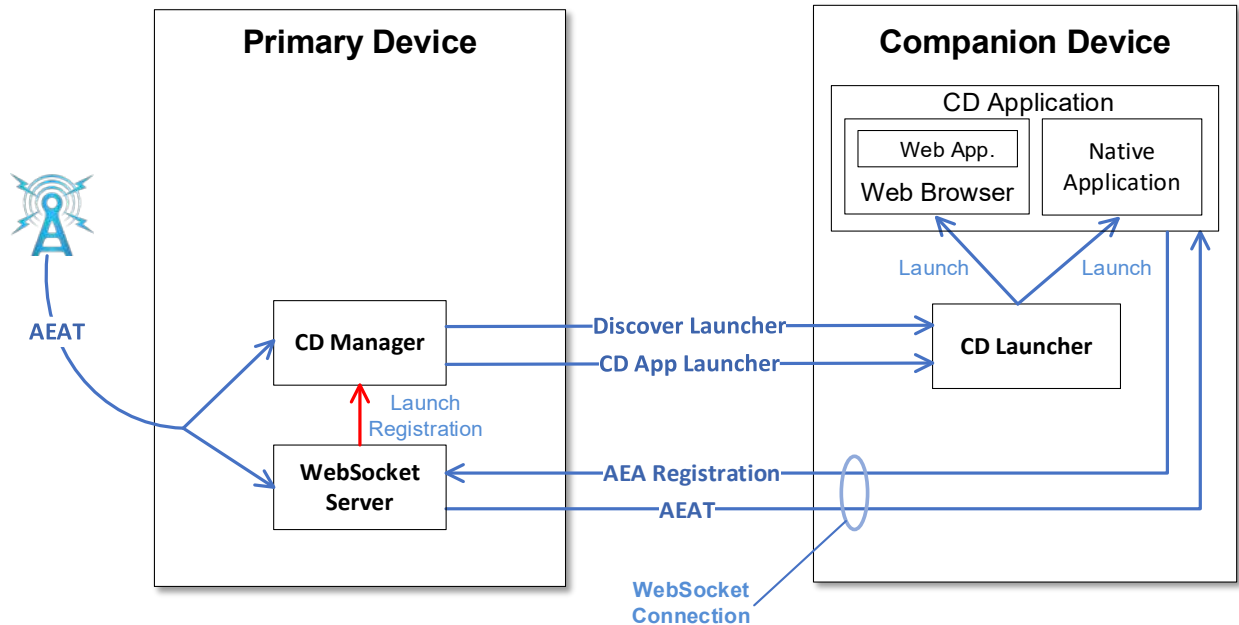 Primary Device
Companion Device
CD Application
Web App.
Web Browser
Native
Application
Launch
Launch
AEAT
CD Manager
Discover Launcher
CD App Launcher
CD Launcher
Launch
Registration
WebSocket
Server
AEA Registration
AEAT
WebSocket
Connection